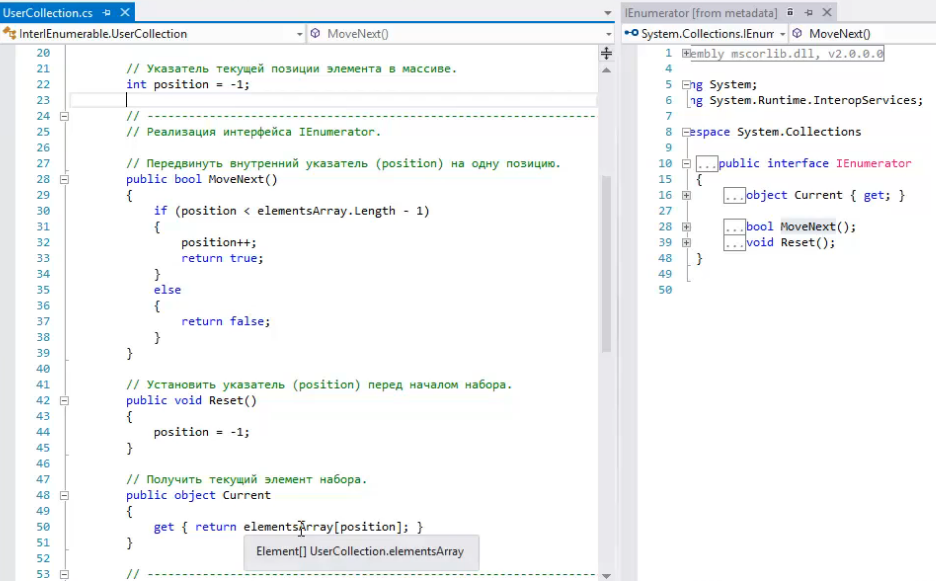 UserCollection.cs
InterlEnumerable.UserCollection
MoveNext()
20
21 // Указатель текущей позиции элемента в массиве.
22 int position = -1;
23
24 // -----------------------------------------------------------------
25 // Реализация интерфейса IEnumerator.
26
27 // Передвинуть внутренний указатель (position) на одну позицию.
28 public bool MoveNext()
29 {
30 if (position < elementsArray.Length - 1)
31 {
32 position++;
33 return true;
34 }
35 else
36 {
37 return false;
38 }
39 }
40
41 // Установить указатель (position) перед началом набора.
42 public void Reset()
43 {
44 position = -1;
45 }
46
47 // Получить текущий элемент набора.
48 public object Current
49 {
50 get { return elementsArray[position]; }
51 }
52
53 // -----------------------------------------------------------------
Element[] UserCollection.elementsArray
IEnumerator [from metadata]
System.Collections.IEnum
MoveNext()
1 embly mscorlib.dll, v2.0.0.0
4
5 ng System;
6 ng System.Runtime.InteropServices;
7
8 espace System.Collections
9
10 ...public interface IEnumerator
15 {
16 ...object Current { get; }
27
28 ...bool MoveNext();
39 ...void Reset();
48 }
49
50